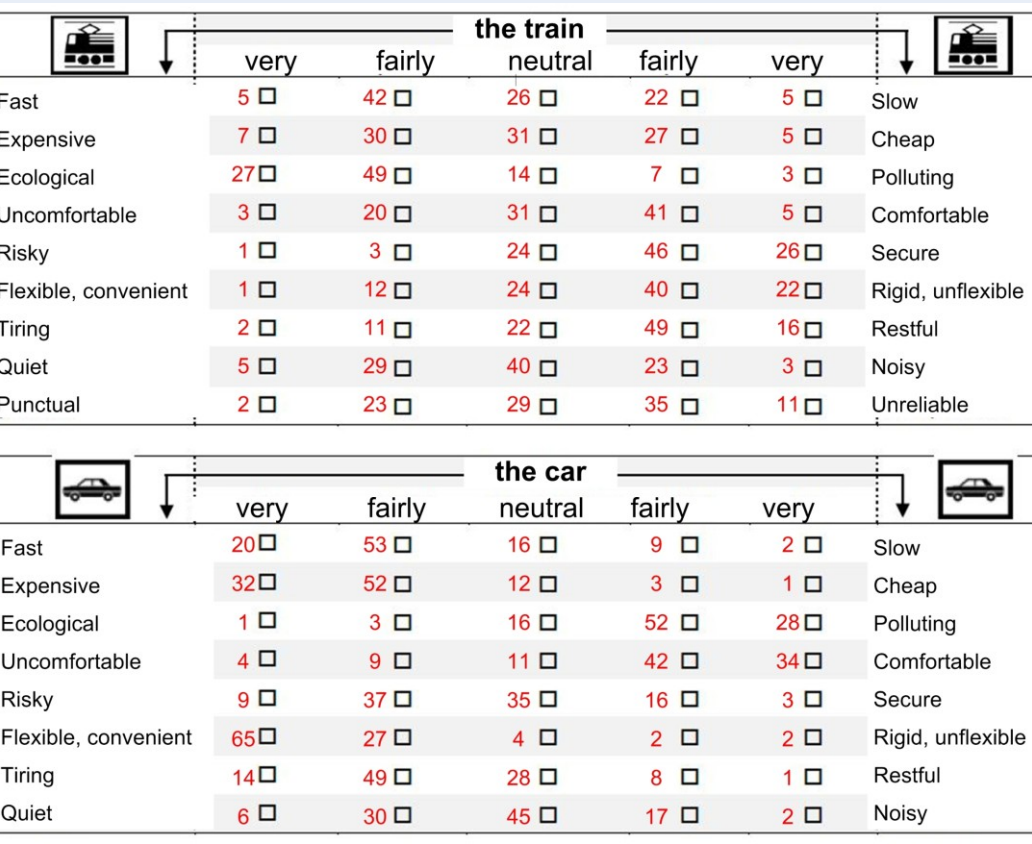 the train
very fairly neutral fairly very
Fast 5 42 26 22 5 Slow
Expensive 7 30 31 27 5 Cheap
Ecological 27 49 14 7 3 Polluting
Uncomfortable 3 20 31 41 5 Comfortable
Risky 1 3 24 46 26 Secure
Flexible, convenient 1 12 24 40 22 Rigid, unflexible
Tiring 2 11 22 49 16 Restful
Quiet 5 29 40 23 3 Noisy
Punctual 2 23 29 35 11 Unreliable
the car
very fairly neutral fairly very
Fast 20 53 16 9 2 Slow
Expensive 32 52 12 3 1 Cheap
Ecological 1 3 16 52 28 Polluting
Uncomfortable 4 9 11 42 34 Comfortable
Risky 9 37 35 16 3 Secure
Flexible, convenient 65 27 4 2 2 Rigid, unflexible
Tiring 14 49 28 8 1 Restful
Quiet 6 30 45 17 2 Noisy